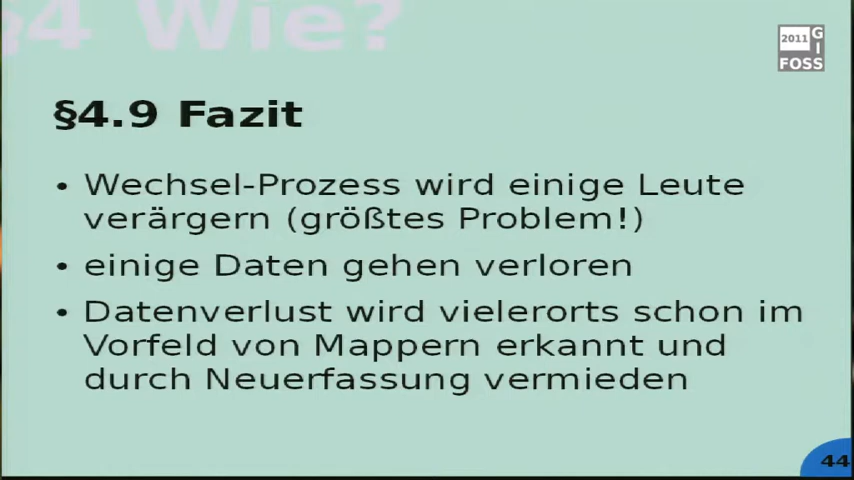 §4 Wie?
2011 G
I
FOSS
§4.9 Fazit
• Wechsel-Prozess wird einige Leute
verärgern (größtes Problem!)
• einige Daten gehen verloren
• Datenverlust wird vielerorts schon im
Vorfeld von Mappern erkannt und
durch Neuerfassung vermieden
44